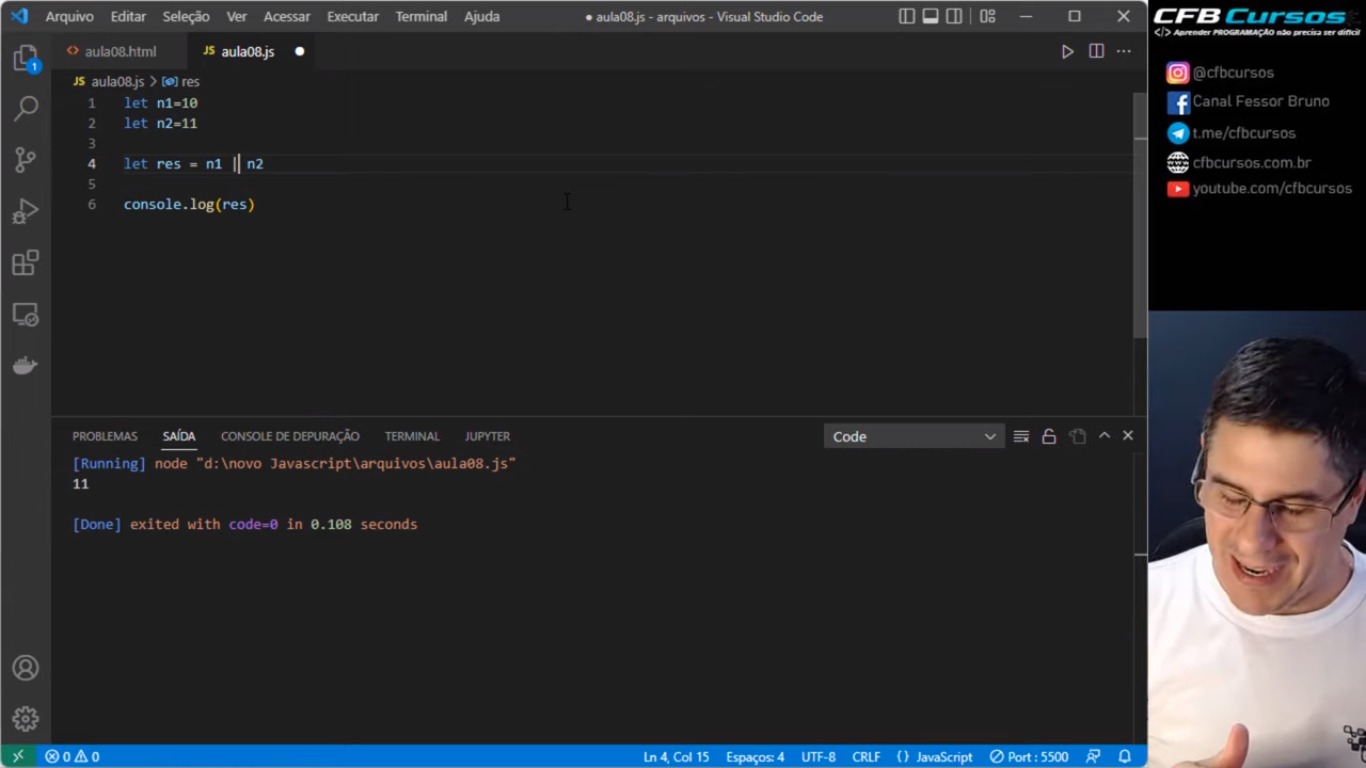 Arquivo Editar Seleção Ver Acessar Executar Terminal Ajuda
● aula08.js - arquivos - Visual Studio Code
CFB Cursos
</> Aprender PROGRAMAÇÃO não precisa ser difícil
<> aula08.html
JS aula08.js ●
@cfbcursos
Canal Fessor Bruno
t.me/cfbcursos
cfbcursos.com.br
youtube.com/cfbcursos
1
JS aula08.js > res
1 let n1=10
2 let n2=11
3
4 let res = n1 | n2
5
6 console.log(res)
PROBLEMAS SAÍDA CONSOLE DE DEPURAÇÃO TERMINAL JUPYTER
Code
[Running] node "d:\novo Javascript\arquivos\aula08.js"
11
[Done] exited with code=0 in 0.108 seconds
0 0
Ln 4, Col 15 Espaços: 4 UTF-8 CRLF {} JavaScript Port : 5500